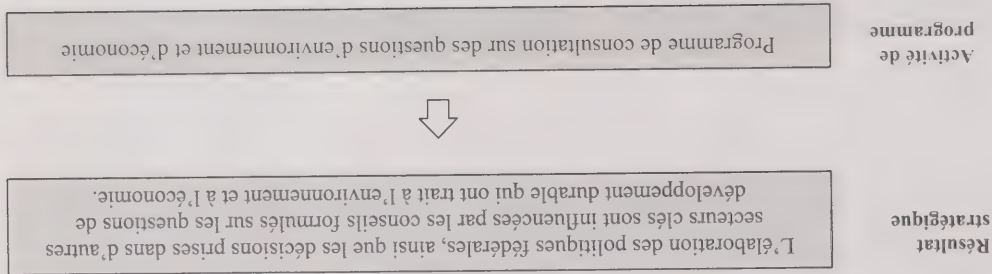 Résultat
stratégique
L'élaboration des politiques fédérales, ainsi que les décisions prises dans d'autres
secteurs clés sont influencées par les conseils formulés sur les questions de
développement durable qui ont trait à l'environnement et à l'économie.
Activité de
programme
Programme de consultation sur des questions d'environnement et d'économie